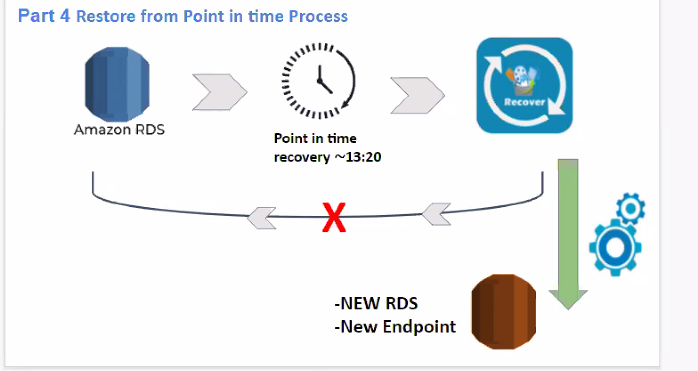 Part 4 Restore from Point in time Process
Recover
Amazon RDS
Point in time
recovery ~13:20
X
-NEW RDS
-New Endpoint